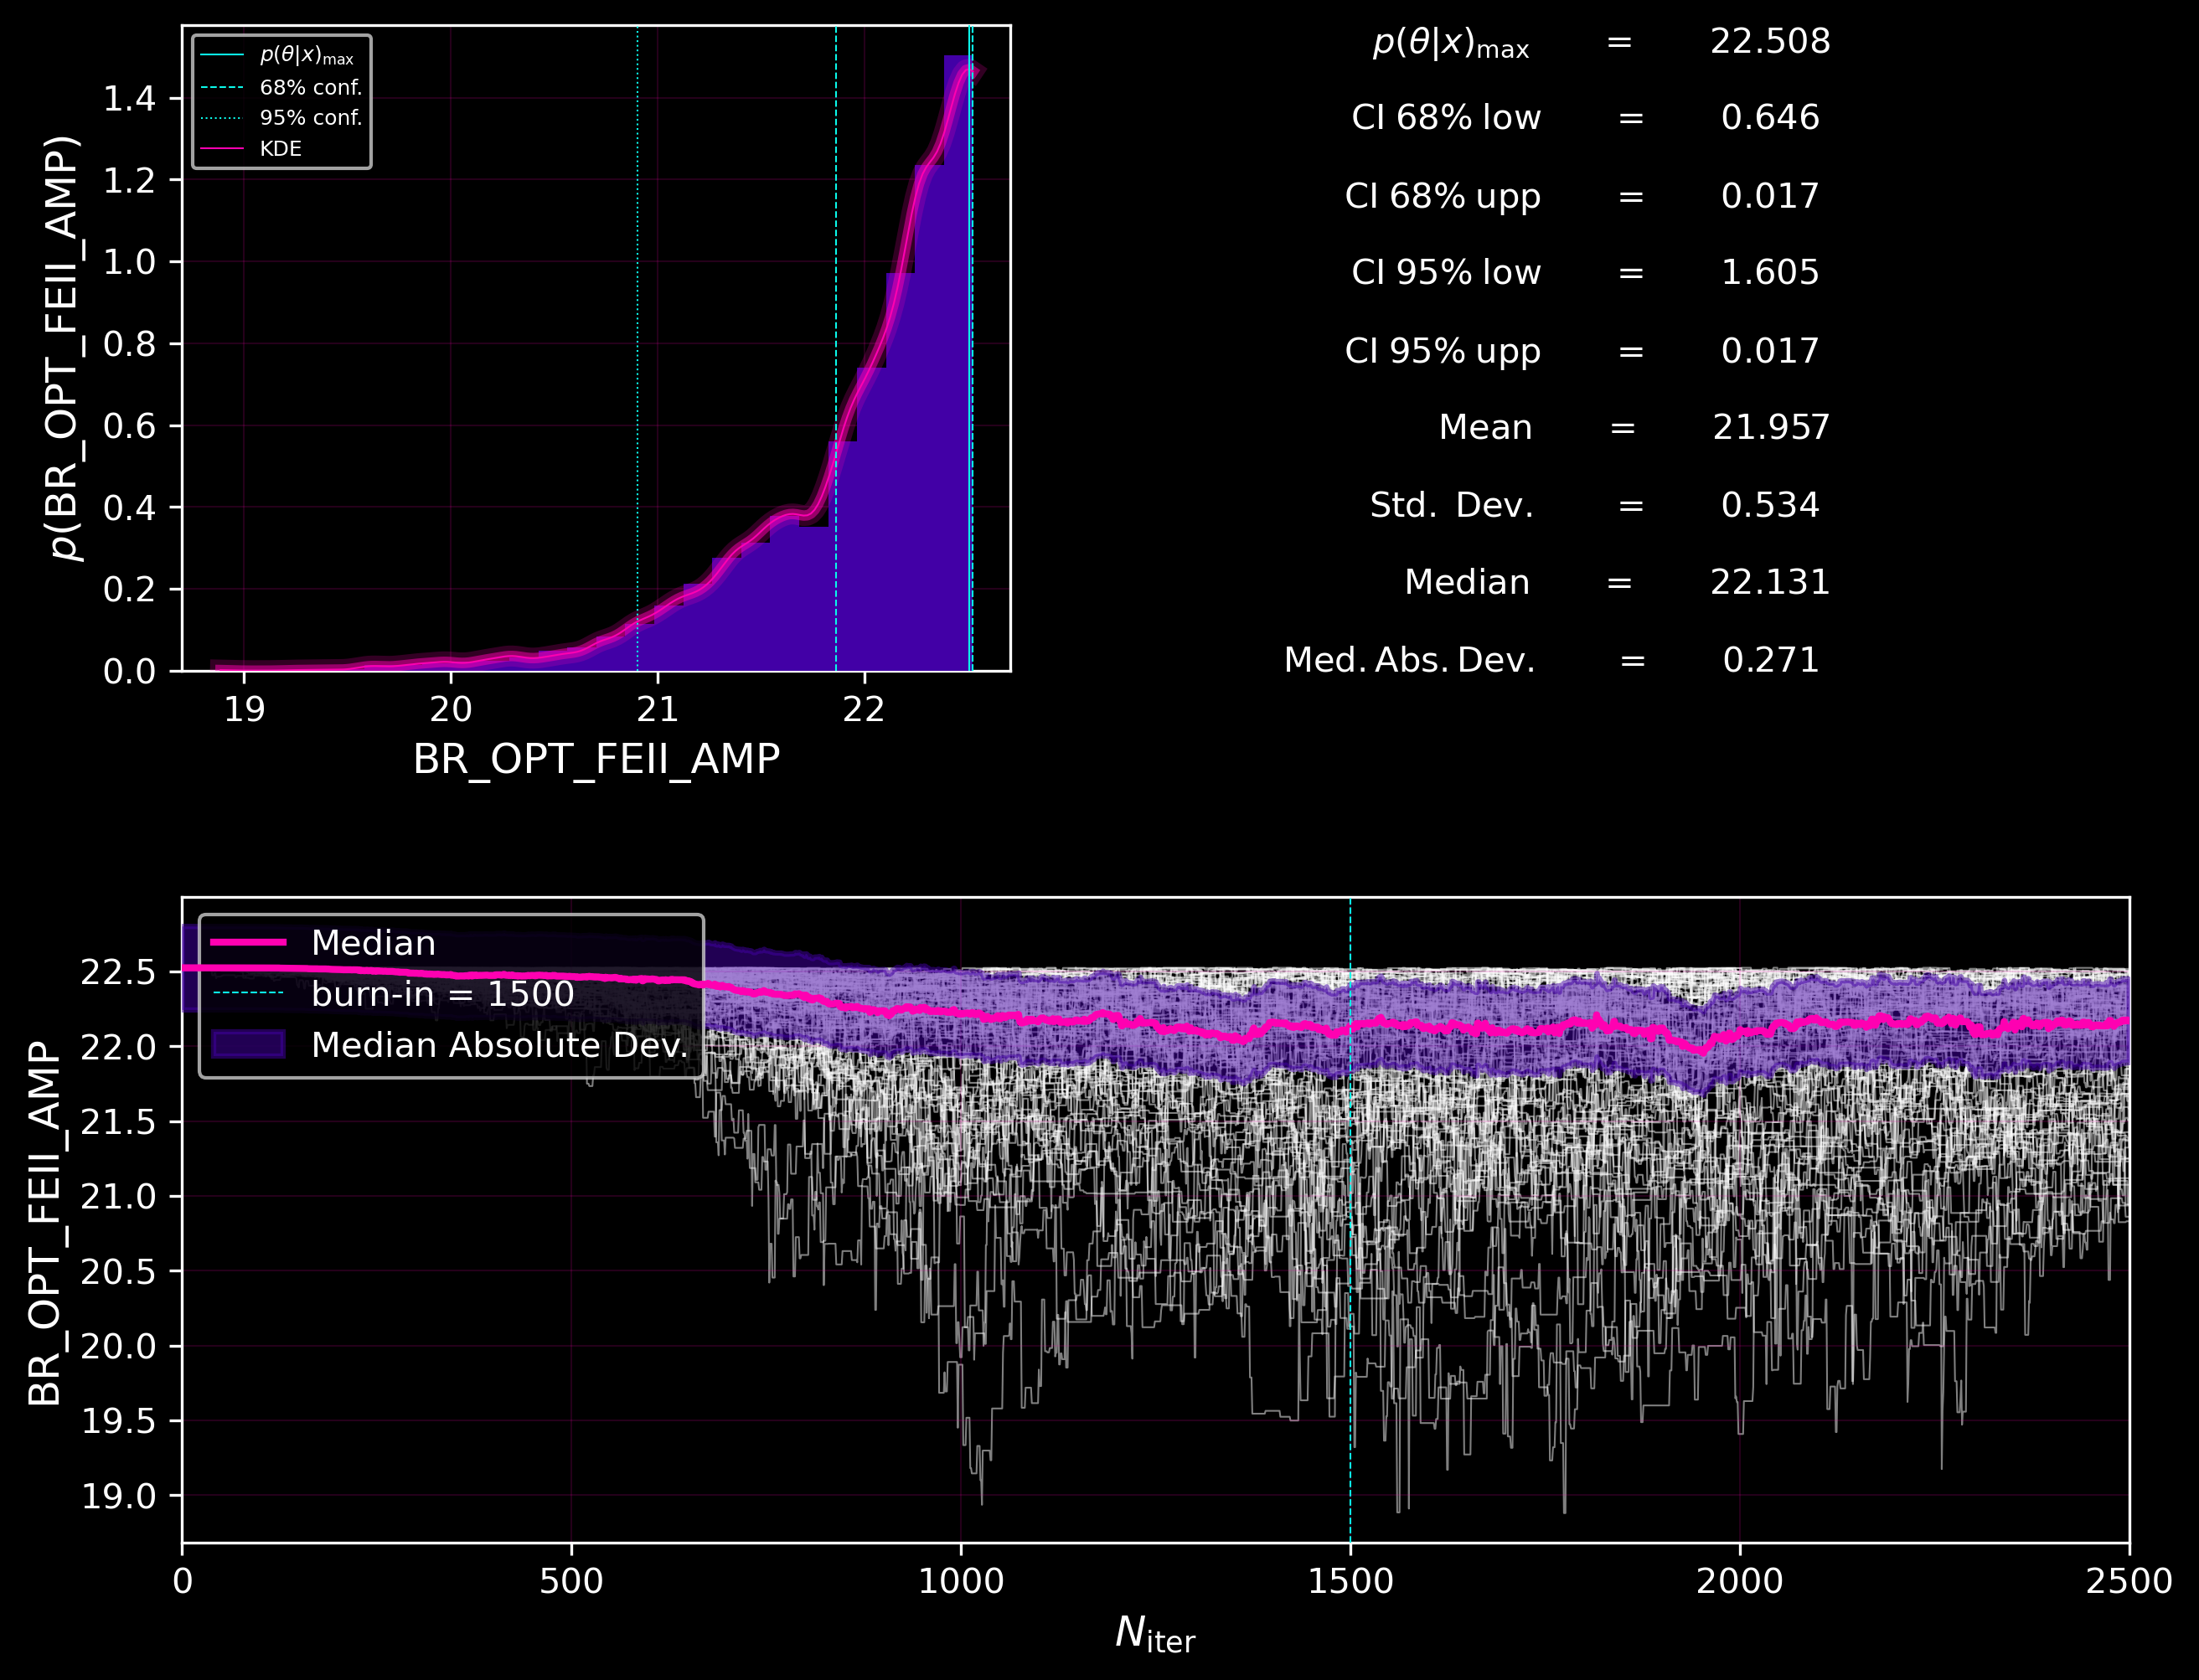 p(θ|x)max
68% conf.
95% conf.
KDE
p(BR_OPT_FEII_AMP)
1.4
1.2
1.0
0.8
0.6
0.4
0.2
0.0
19 20 21 22
BR_OPT_FEII_AMP
p(θ|x)max = 22.508
CI 68% low = 0.646
CI 68% upp = 0.017
CI 95% low = 1.605
CI 95% upp = 0.017
Mean = 21.957
Std. Dev. = 0.534
Median = 22.131
Med. Abs. Dev. = 0.271
Median
burn-in = 1500
Median Absolute Dev.
BR_OPT_FEII_AMP
22.5
22.0
21.5
21.0
20.5
20.0
19.5
19.0
0 500 1000 1500 2000 2500
Niter